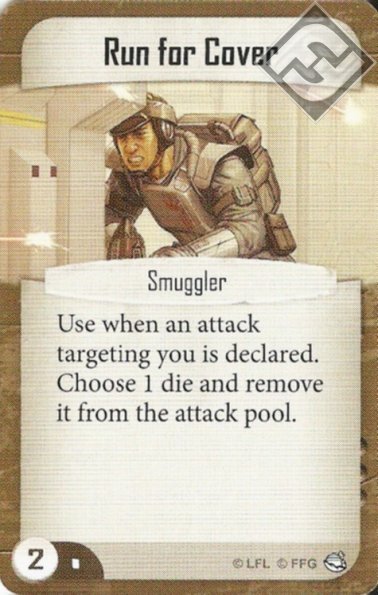 Run for Cover
Smuggler
Use when an attack
targeting you is declared.
Choose 1 die and remove
it from the attack pool.
2
© LFL © FFG